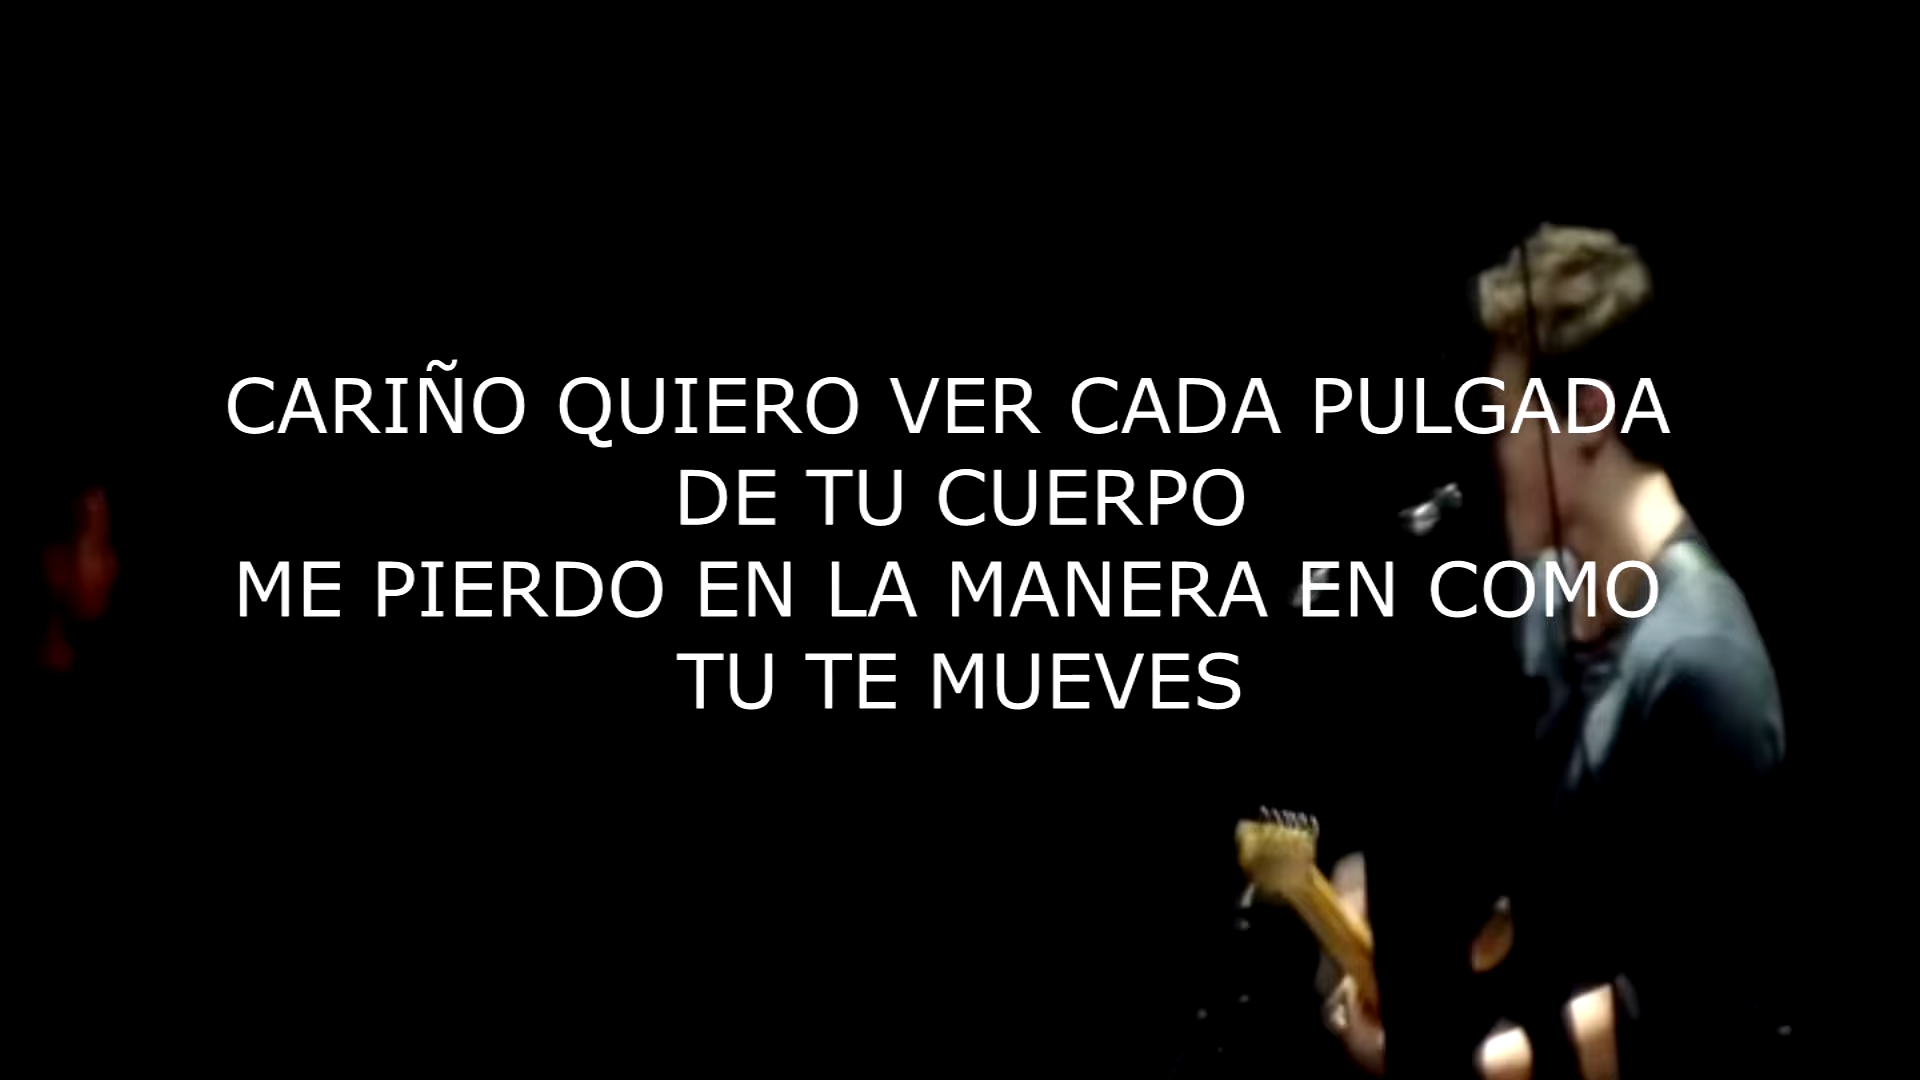 CARIÑO QUIERO VER CADA PULGADA
DE TU CUERPO
ME PIERDO EN LA MANERA EN COMO
TU TE MUEVES